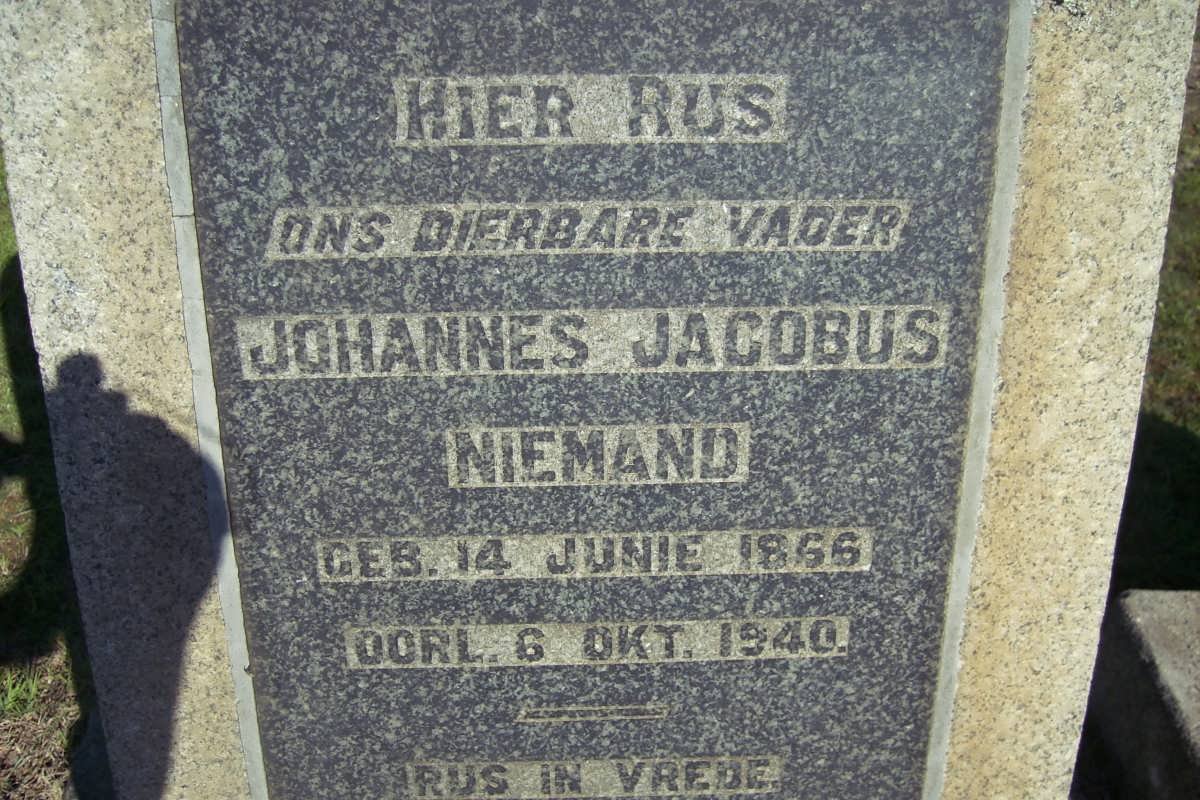 HIER RUS
ONS DIERBARE VADER
JOHANNES JACOBUS
NIEMAND
GEB. 14 JUNIE 1866
OORL. 6 OKT. 1940.
RUS IN VREDE